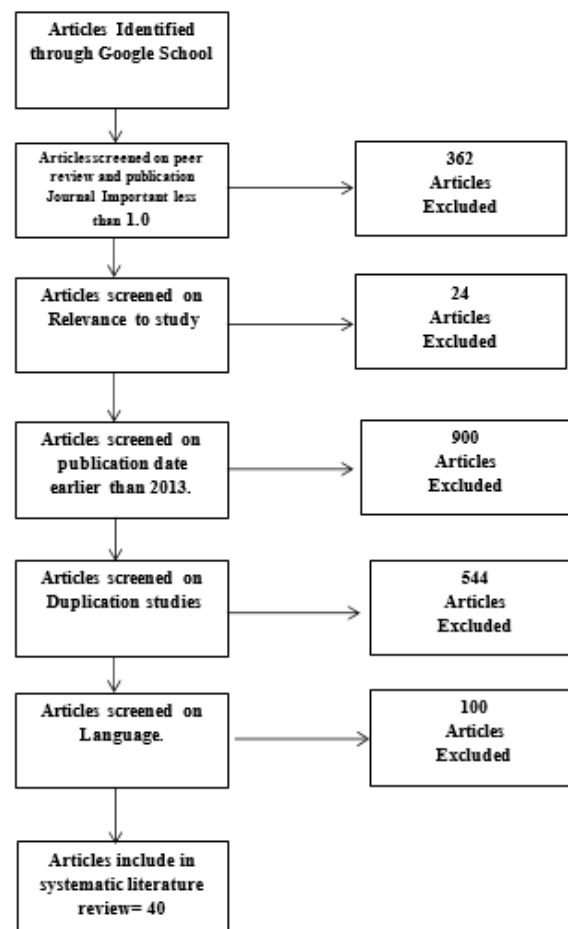 Articles Identified
through Google School
Articles screened on peer
review and publication
Journal Important less
than 1.0
362
Articles
Excluded
Articles screened on
Relevance to study
24
Articles
Excluded
Articles screened on
publication date
earlier than 2013.
900
Articles
Excluded
Articles screened on
Duplication studies
544
Articles
Excluded
Articles screened on
Language.
100
Articles
Excluded
Articles include in
systematic literature
review= 40